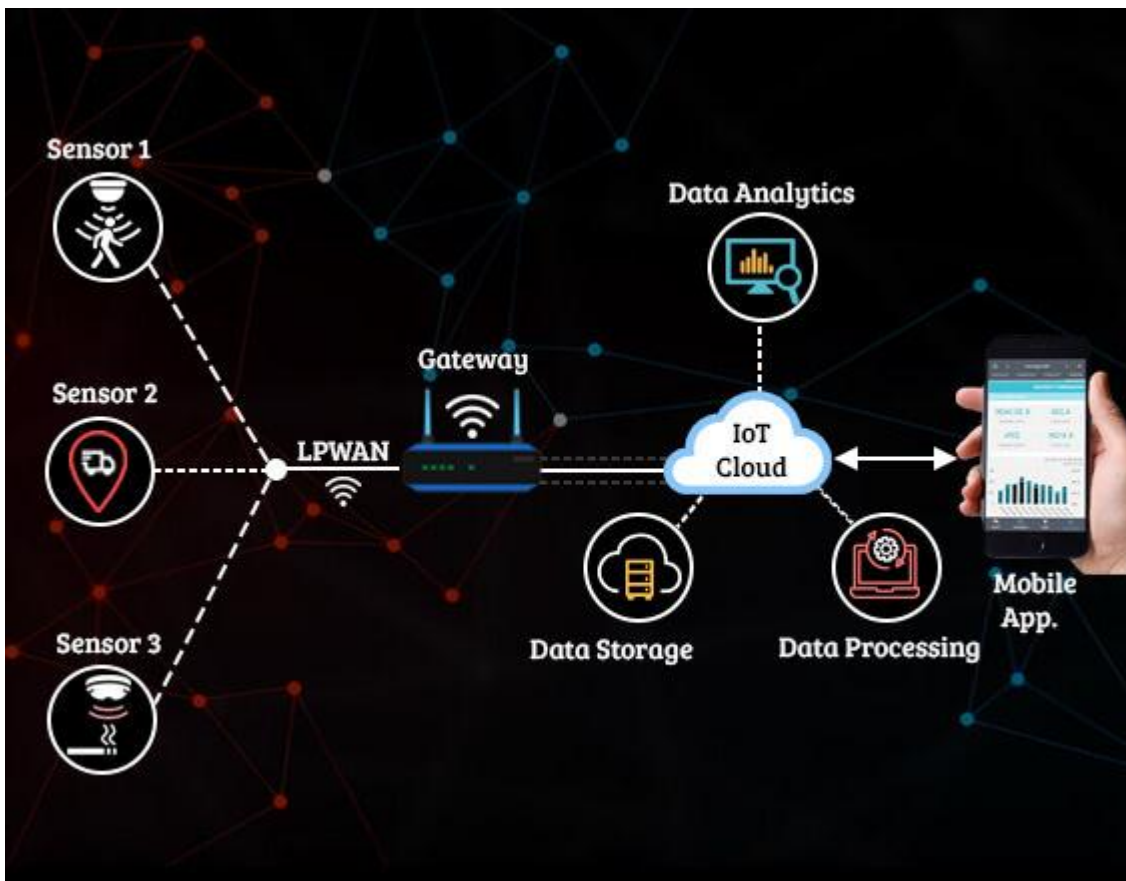 Sensor 1
Data Analytics
Gateway
Sensor 2
LPWAN
IoT
Cloud
Mobile
App.
Sensor 3
Data Storage
Data Processing